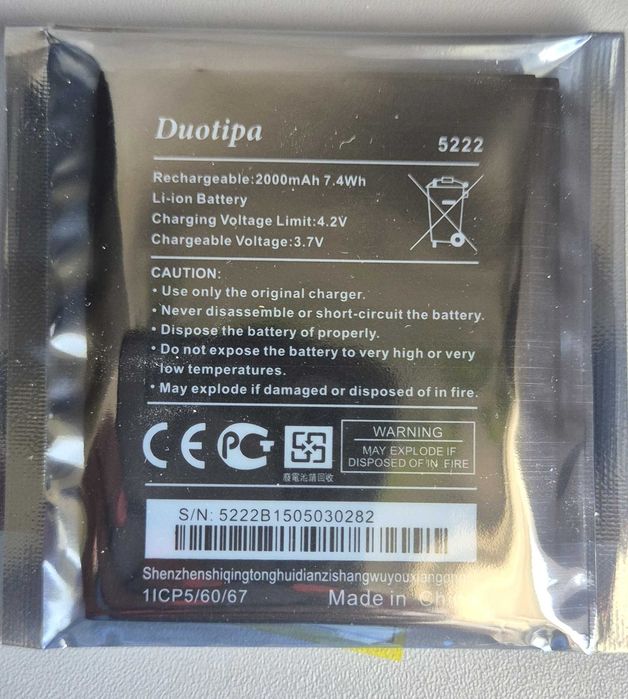 Duotipa
5222
Rechargeable:2000mAh 7.4Wh
Li-ion Battery
Charging Voltage Limit:4.2V
Chargeable Voltage:3.7V
CAUTION:
• Use only the original charger.
• Never disassemble or short-circuit the battery.
• Dispose the battery of properly.
• Do not expose the battery to very high or very
low temperatures.
• May explode if damaged or disposed of in fire.
CE
PCT
廢電池請回收
WARNING
MAY EXPLODE IF
DISPOSED OF IN FIRE
S/N: 5222B1505030282
1ICP5/60/67
Made in